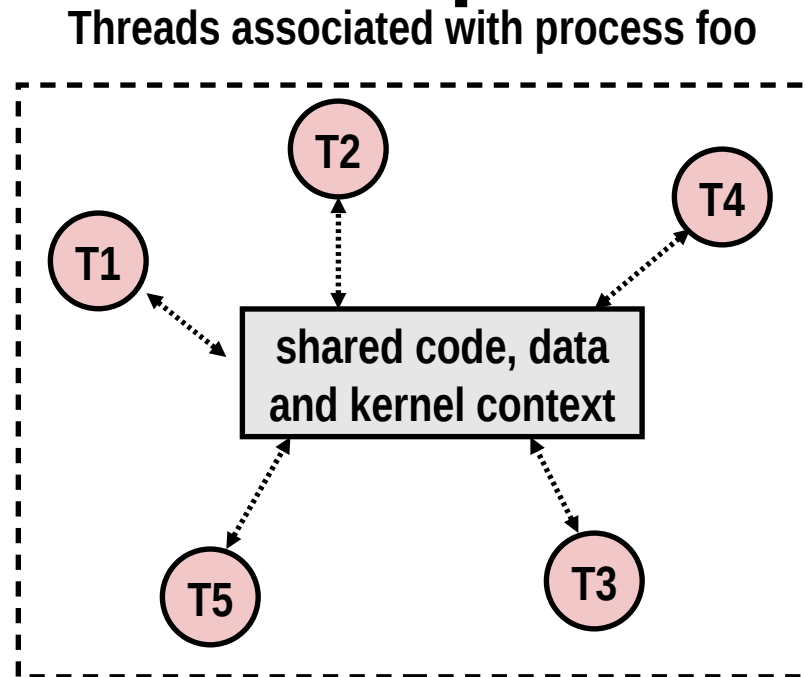 Threads associated with process foo
T2
T4
T1
shared code, data
and kernel context
T5
T3